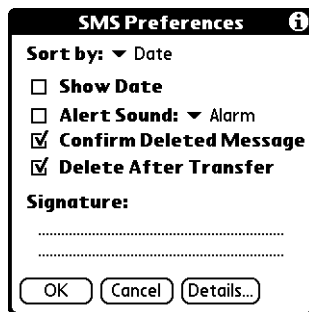 SMS Preferences
Sort by: Date
Show Date
Alert Sound: Alarm
Confirm Deleted Message
Delete After Transfer
Signature:
OK Cancel Details...